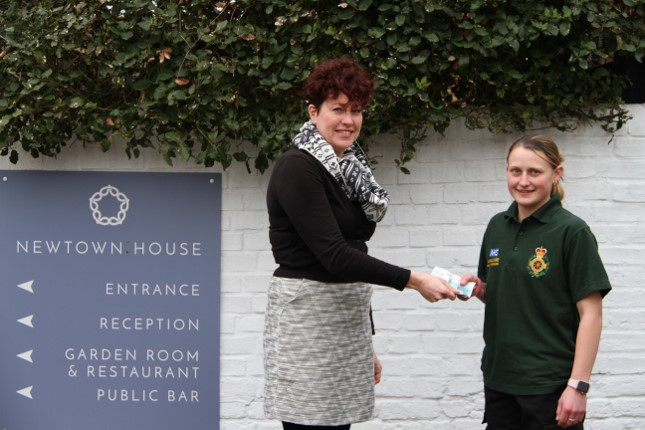 NEWTOWN HOUSE
ENTRANCE
RECEPTION
GARDEN ROOM
& RESTAURANT
PUBLIC BAR